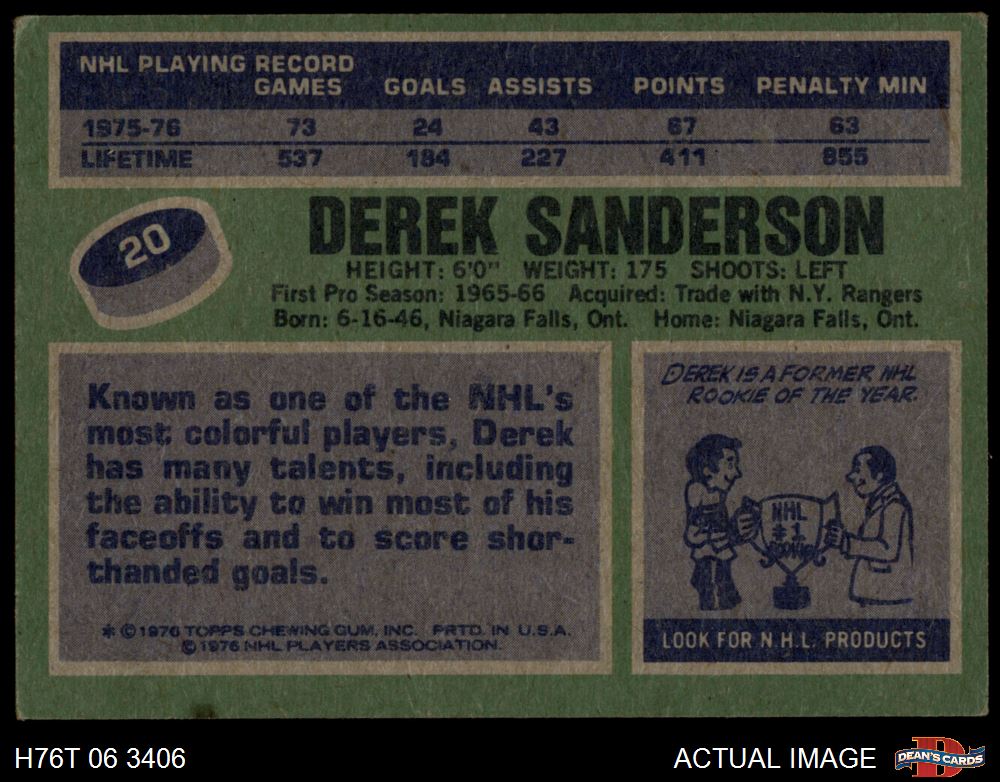 NHL PLAYING RECORD
GAMES GOALS ASSISTS POINTS PENALTY MIN
1975-76 73 24 43 67 63
LIFETIME 537 184 227 411 855
20
DEREK SANDERSON
HEIGHT: 6'0" WEIGHT: 175 SHOOTS: LEFT
First Pro Season: 1965-66 Acquired: Trade with N.Y. Rangers
Born: 6-16-46, Niagara Falls, Ont. Home: Niagara Falls, Ont.
Known as one of the NHL's
most colorful players, Derek
has many talents, including
the ability to win most of his
faceoffs and to score shor-
thanded goals.
* © 1976 TOPPS CHEWING GUM, INC. PRTD. IN U.S.A.
© 1976 NHL PLAYERS ASSOCIATION.
DEREK IS A FORMER NHL
ROOKIE OF THE YEAR.
NHL
#1
ROOKIE
LOOK FOR N.H.L. PRODUCTS
H76T 06 3406
ACTUAL IMAGE
D
DEAN'S CARDS